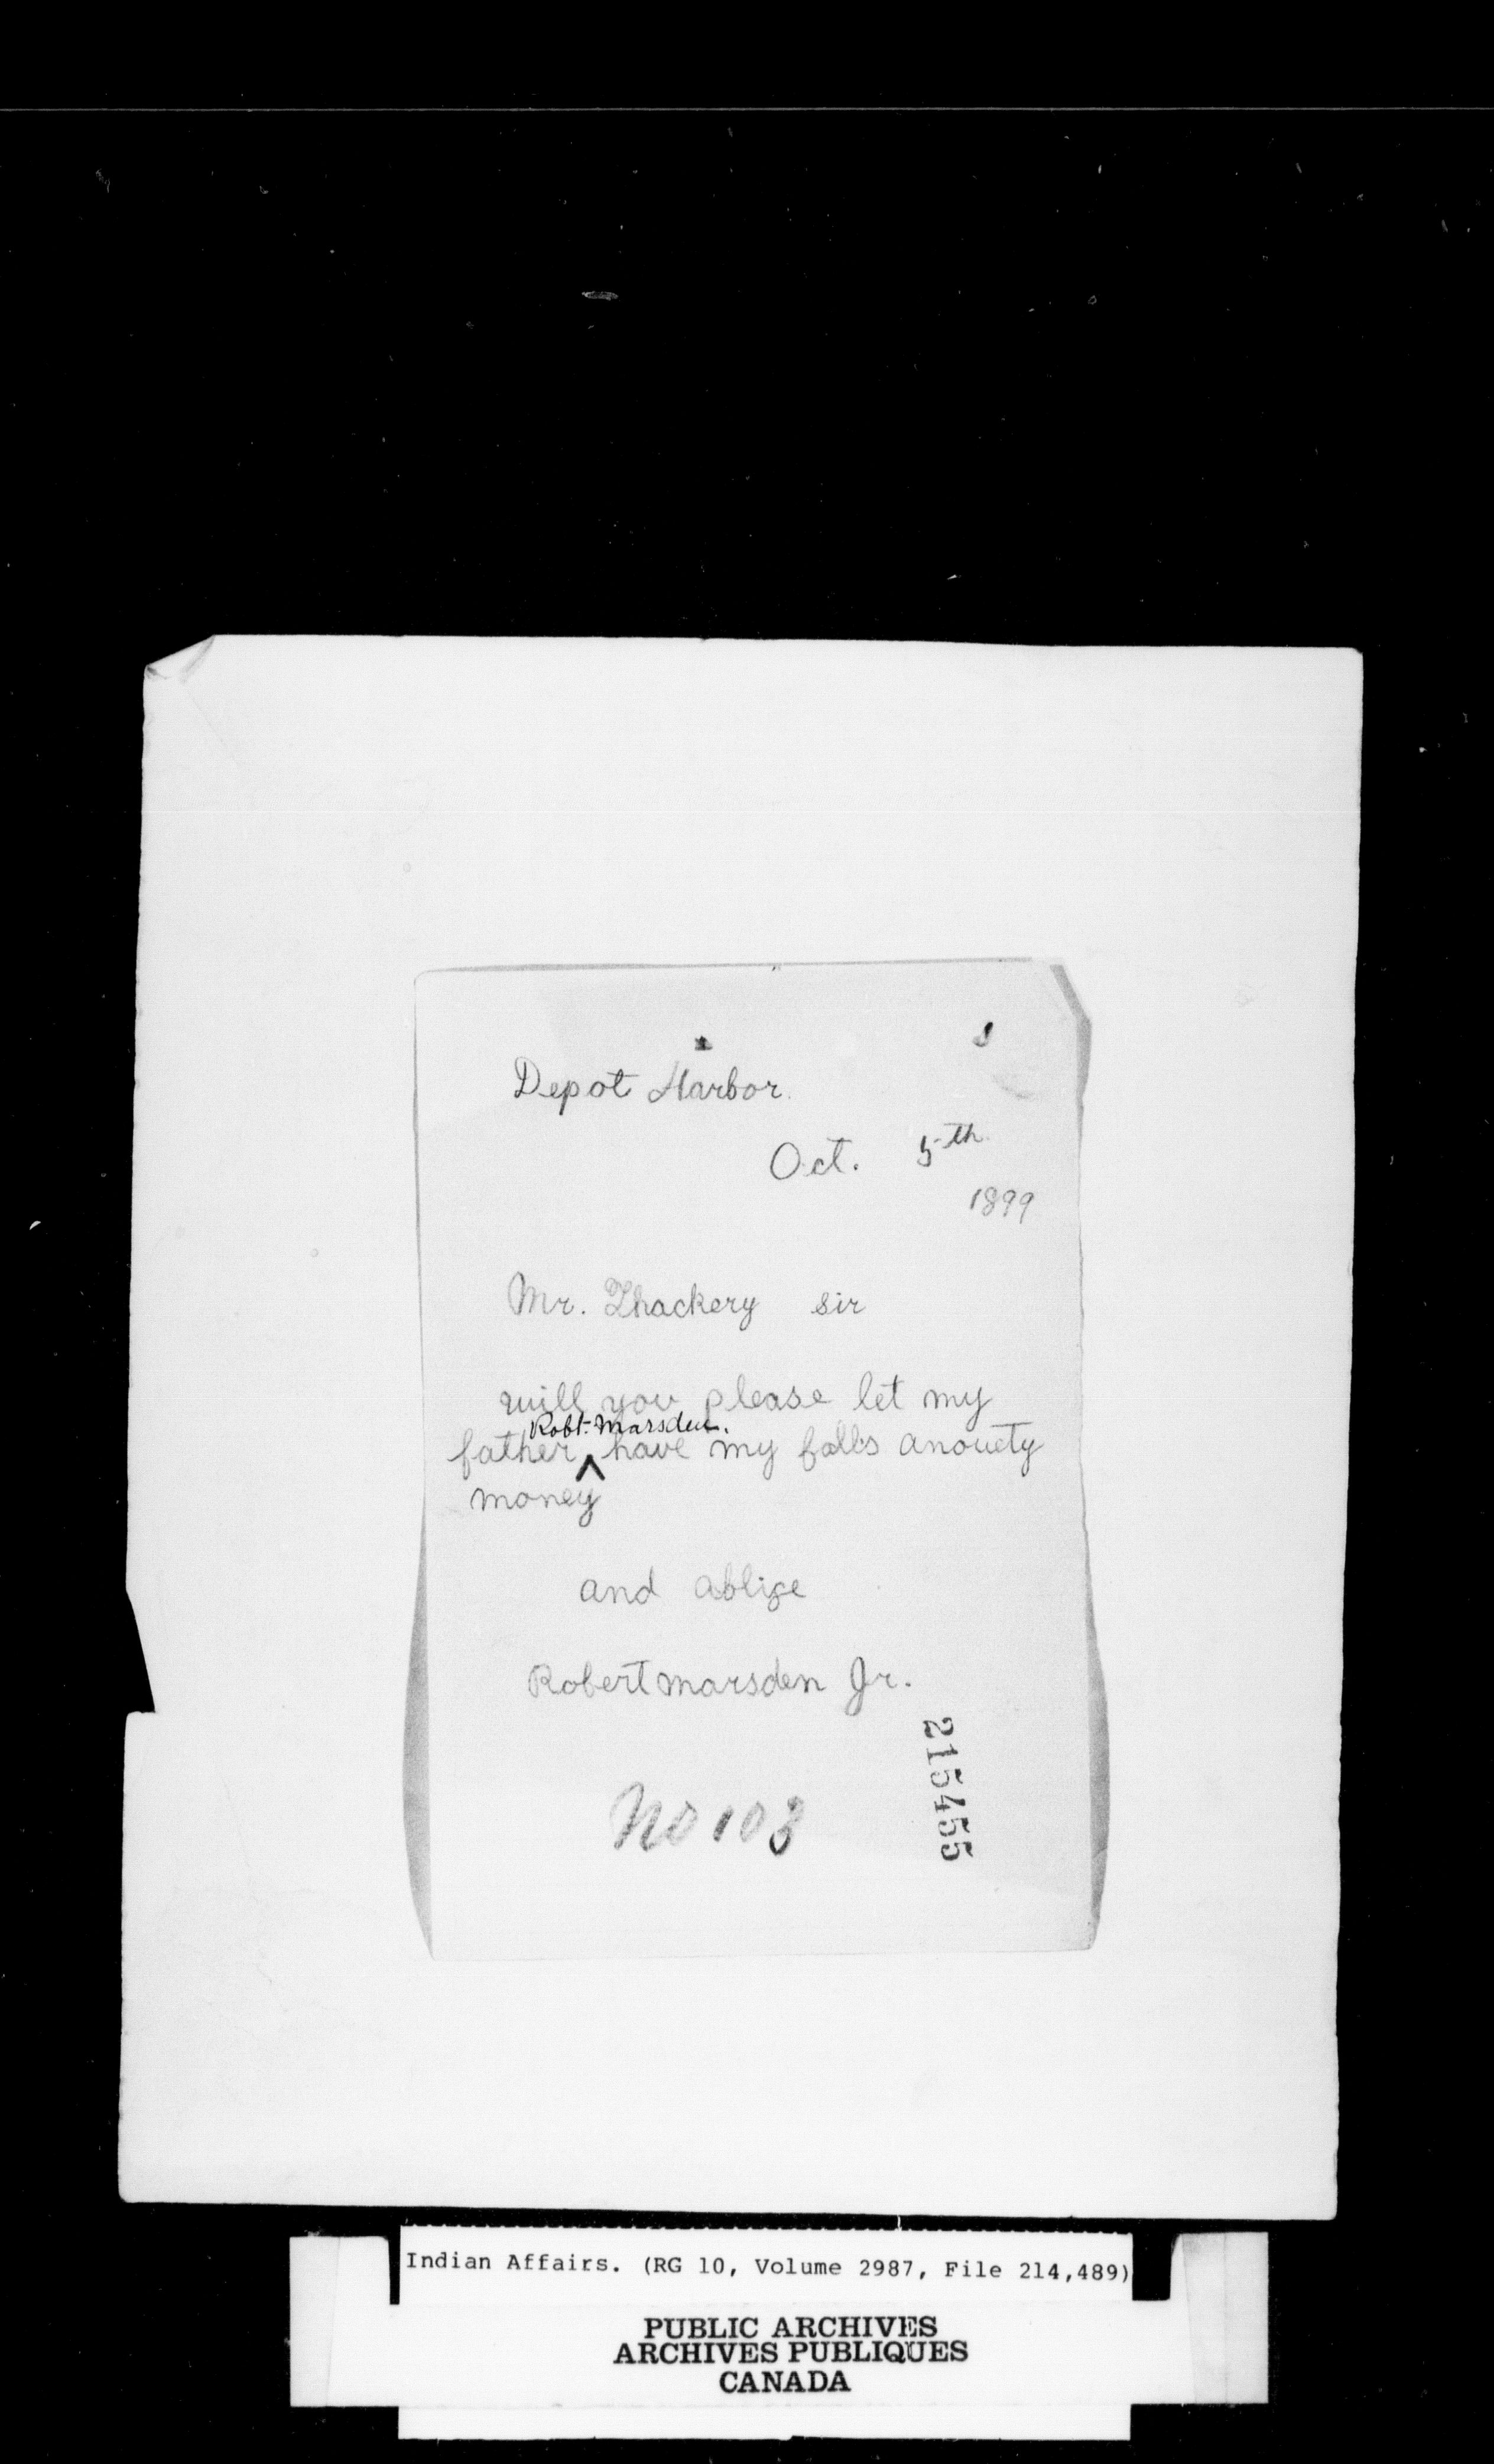 Depot Harbor.
Oct. 5th
1899
Mr. Thackery sir
will you please let my
Robt. Marsden.
father ^ have my falls anouety
money
and ablige
Robert marsden Jr.
215455
No 103
Indian Affairs. (RG 10, Volume 2987, File 214,489)
PUBLIC ARCHIVES
ARCHIVES PUBLIQUES
CANADA